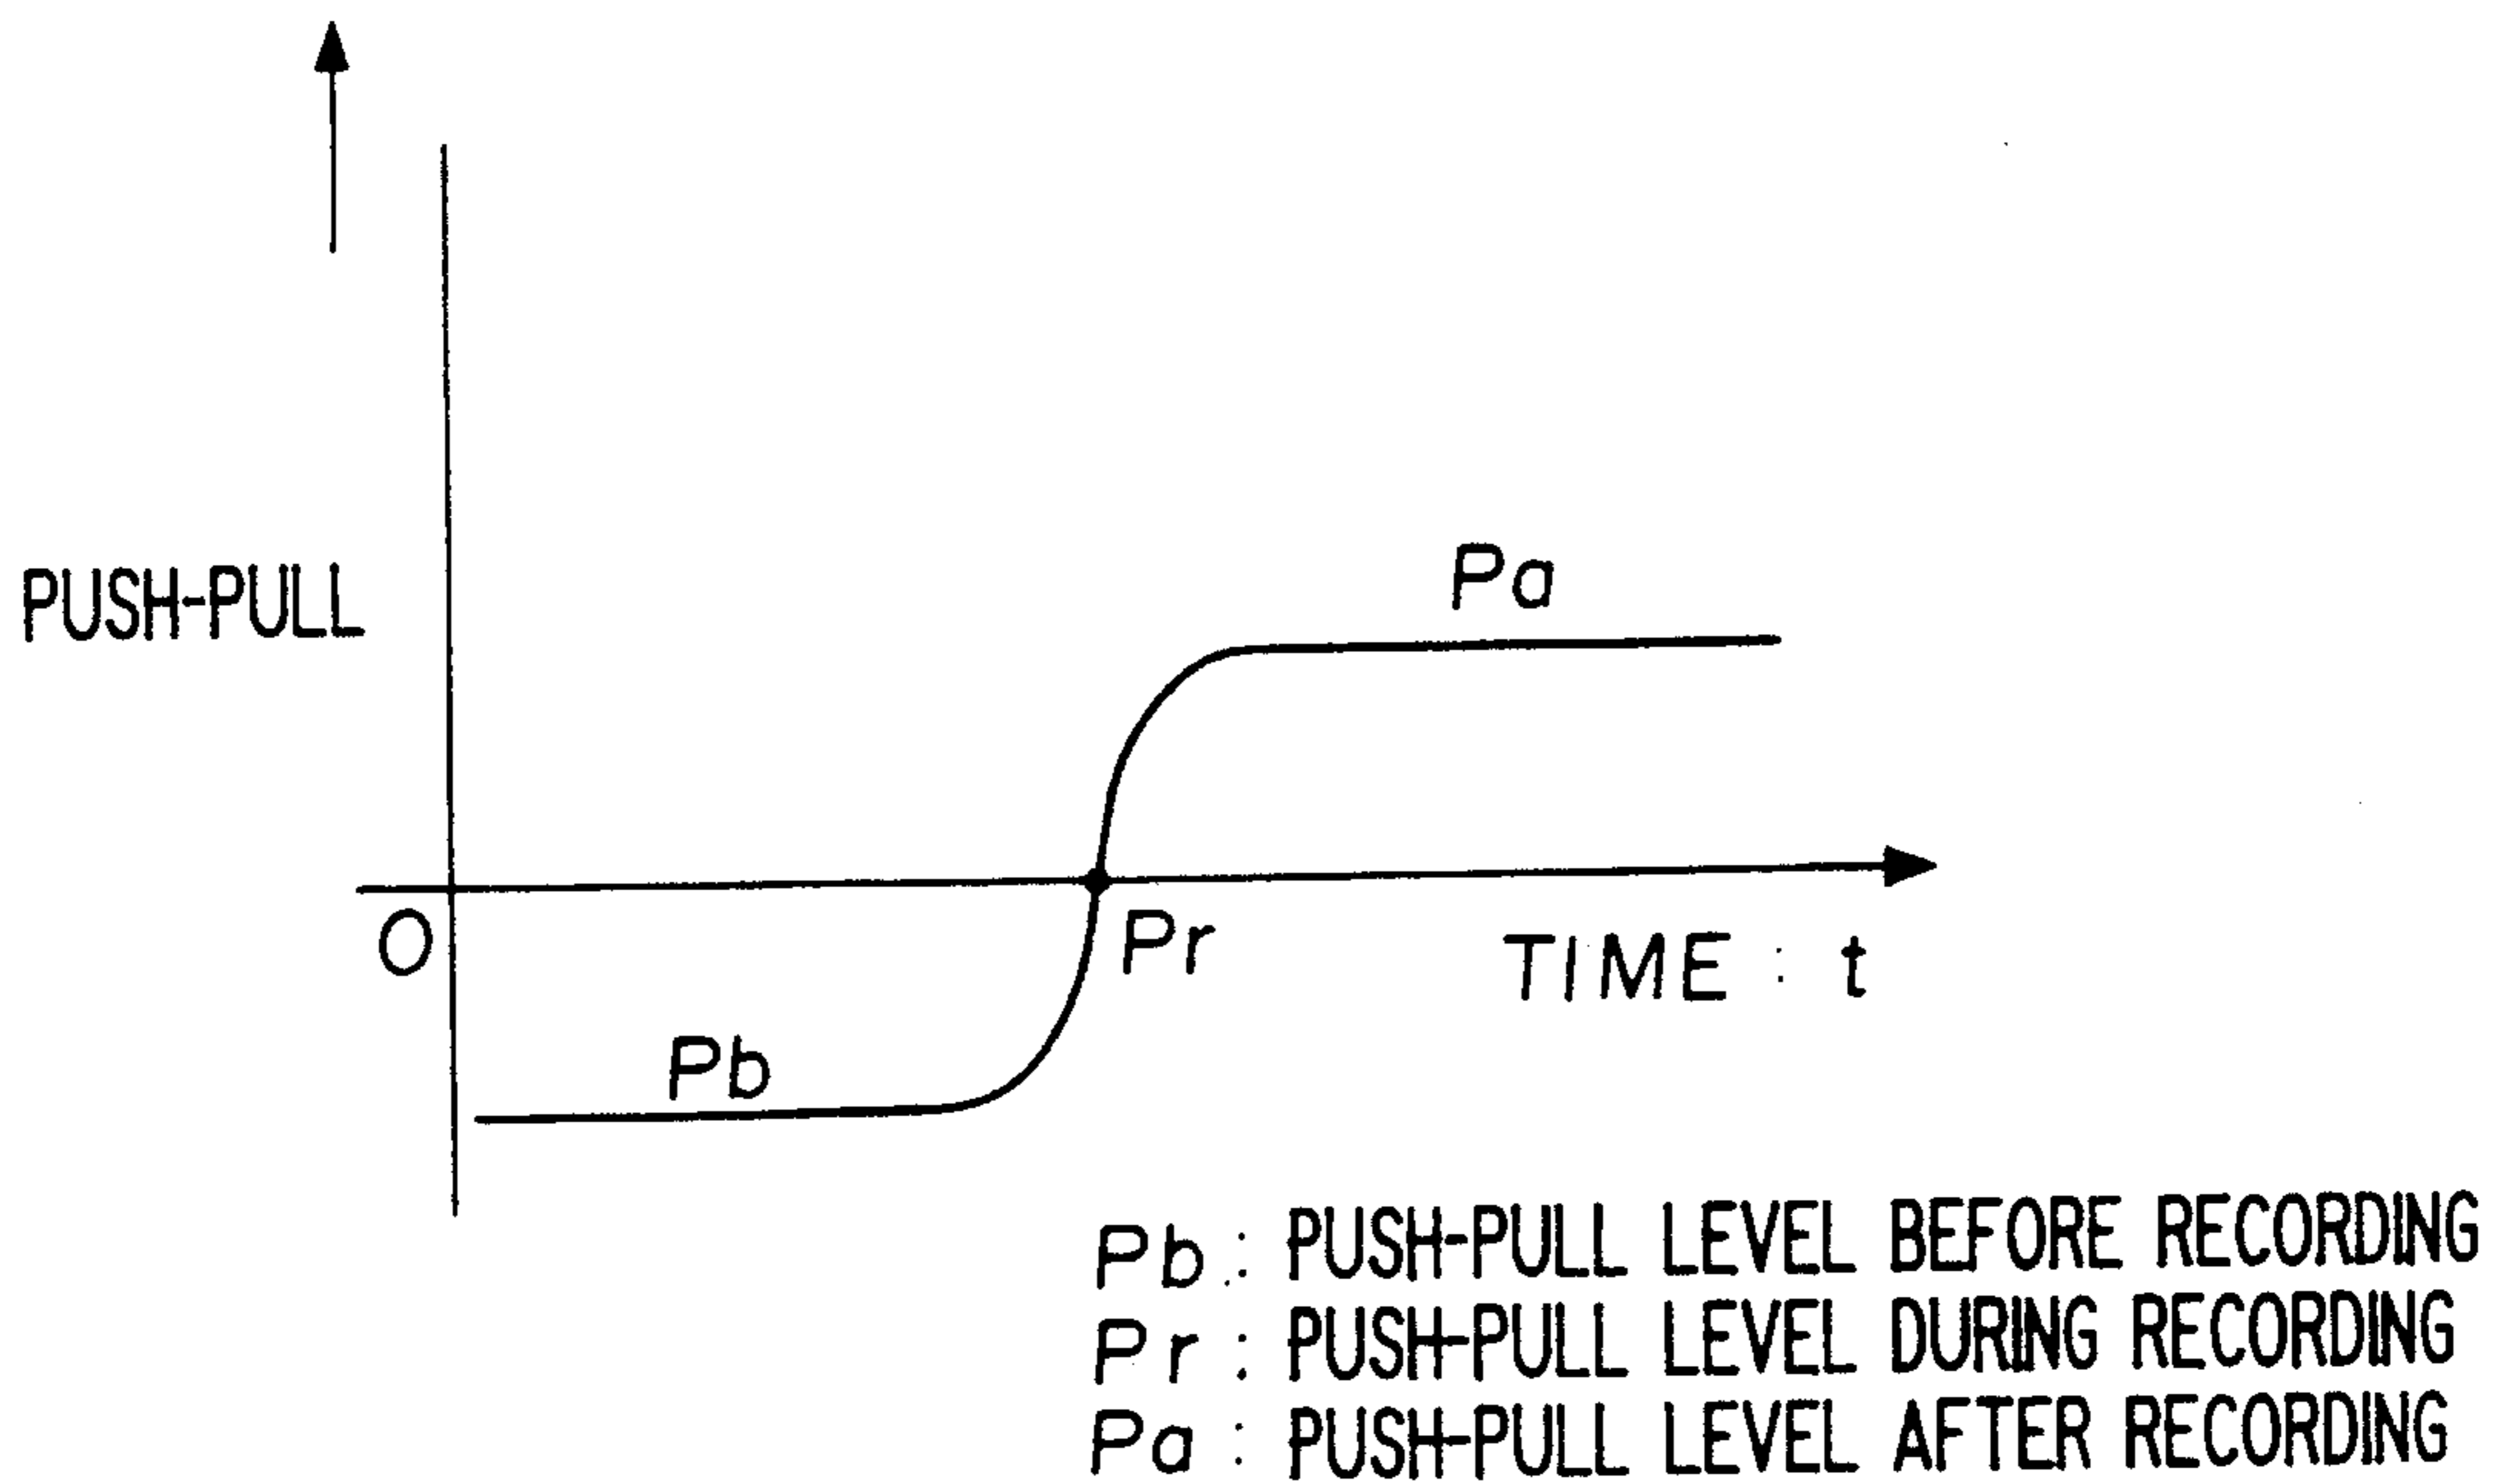 PUSH-PULL
Pa
O
Pr
TIME : t
Pb
Pb : PUSH-PULL LEVEL BEFORE RECORDING
Pr : PUSH-PULL LEVEL DURING RECORDING
Pa : PUSH-PULL LEVEL AFTER RECORDING